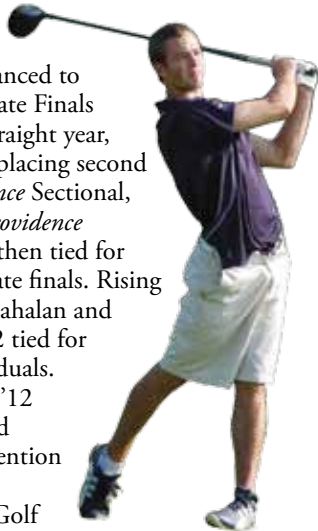 anced to
ate Finals
raight year,
placing second
nce Sectional,
rovidence
then tied for
ate finals. Rising
ahalan and
2 tied for
duals.
'12
d
ention
Golf